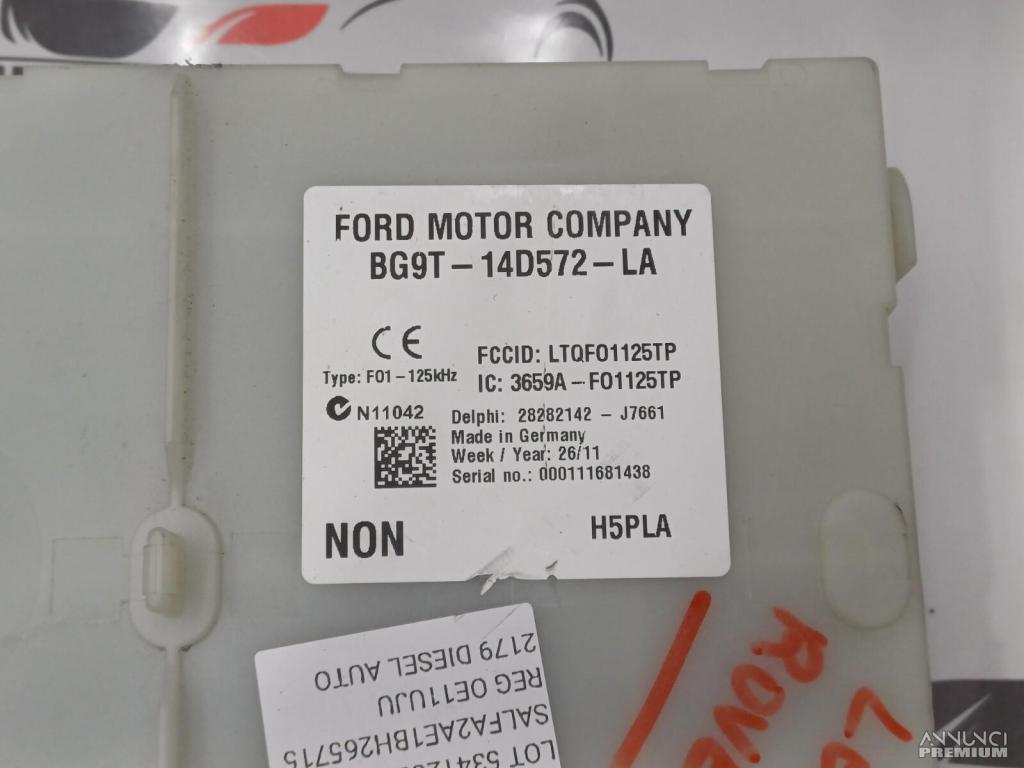 FORD MOTOR COMPANY
BG9T-14D572-LA
CE
FCCID: LTQFO1125TP
Type: FO1-125kHz
IC: 3659A-FO1125TP
N11042
Delphi: 28282142 - J7661
Made in Germany
Week / Year: 26/11
Serial no.: 000111681438
NON
H5PLA
2179 DIESEL AUTO
REG OE11UJU
SALFA2AE1BH265715
LOT
ROVE
ANNUNCI
PREMIUM